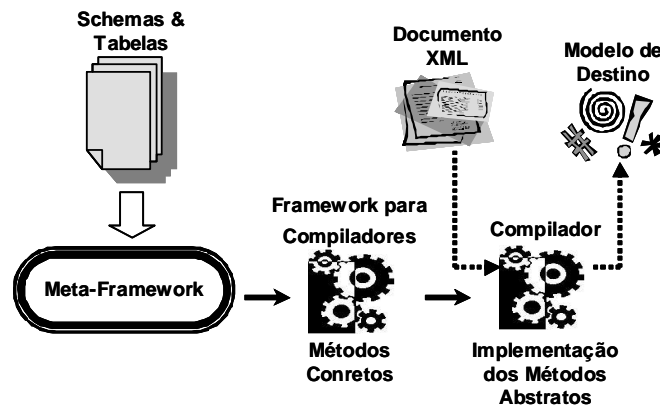 Schemas &
Tabelas
Documento
XML
Modelo de
Destino
Meta-Framework
Framework para
Compiladores
Métodos
Conretos
Compilador
Implementação
dos Métodos
Abstratos